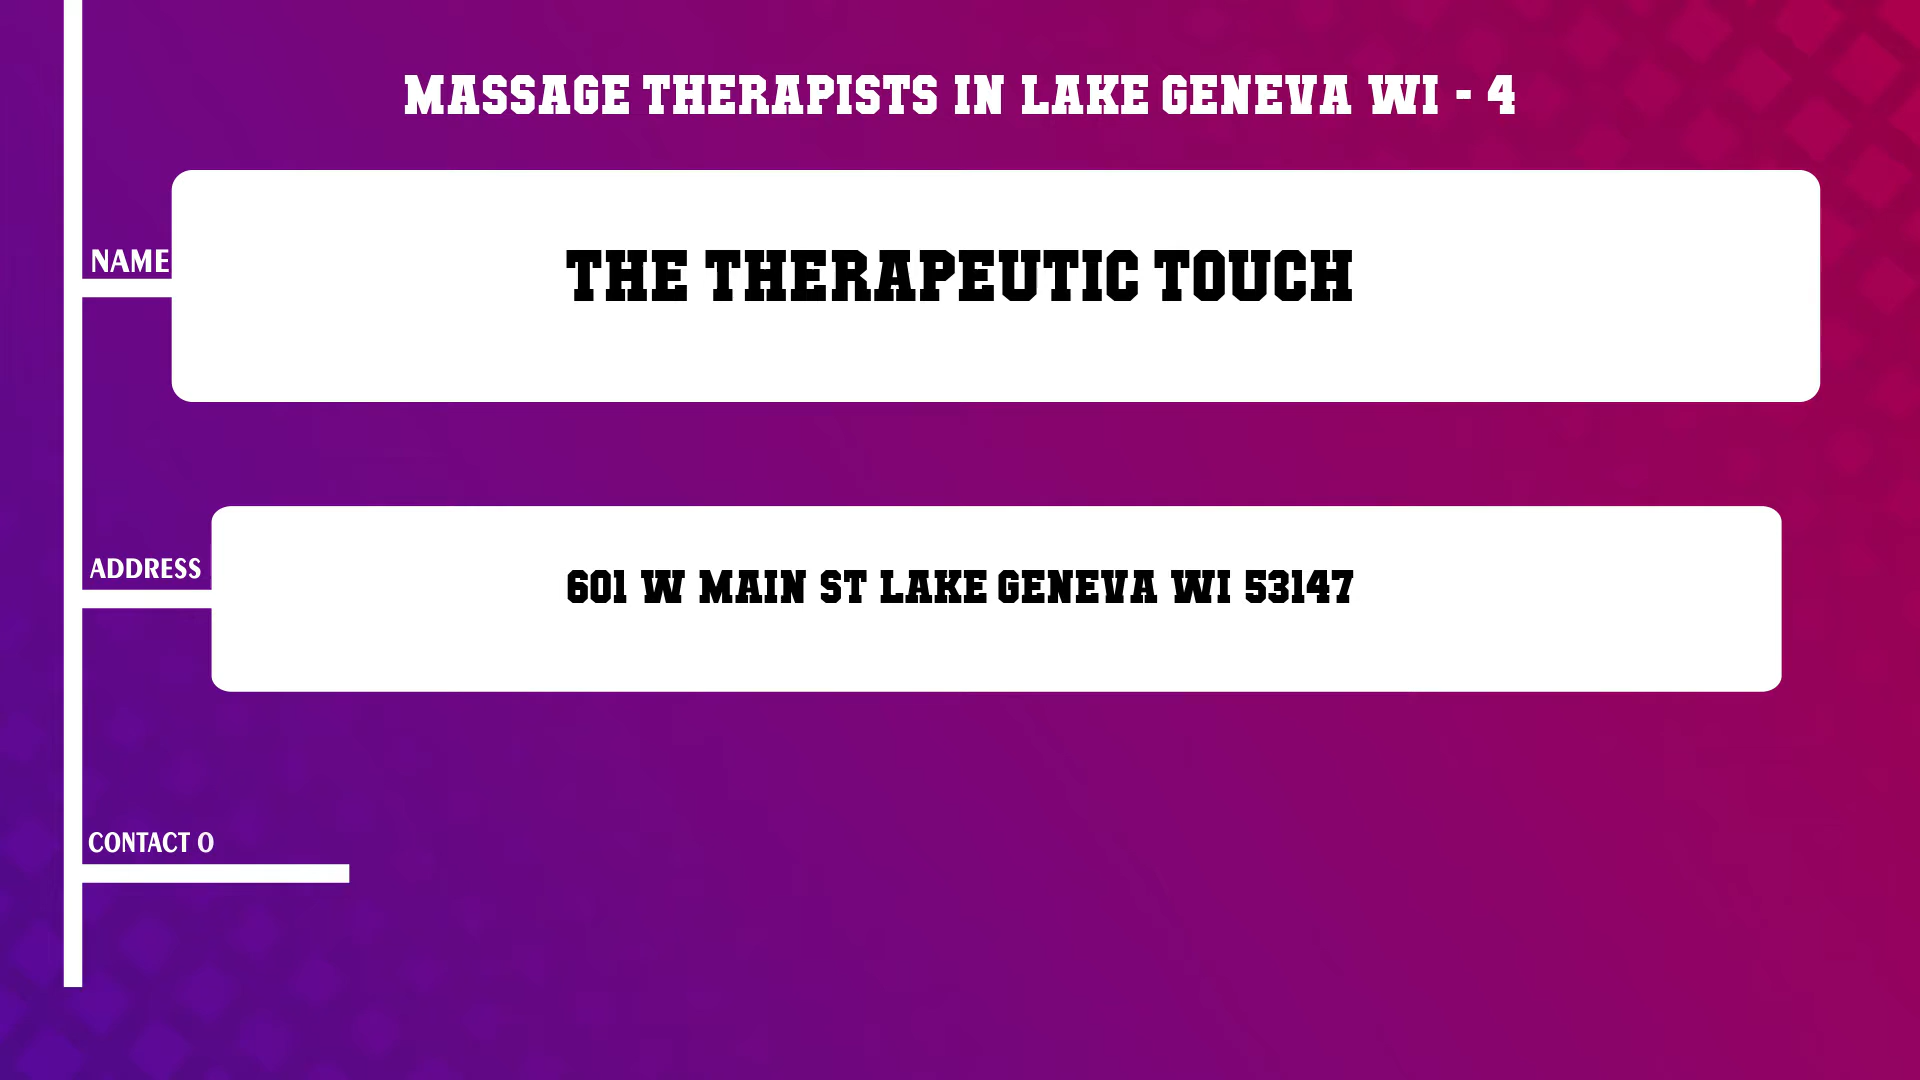 MASSAGE THERAPISTS IN LAKE GENEVA WI - 4
NAME
THE THERAPEUTIC TOUCH
ADDRESS
601 W MAIN ST LAKE GENEVA WI 53147
CONTACT O